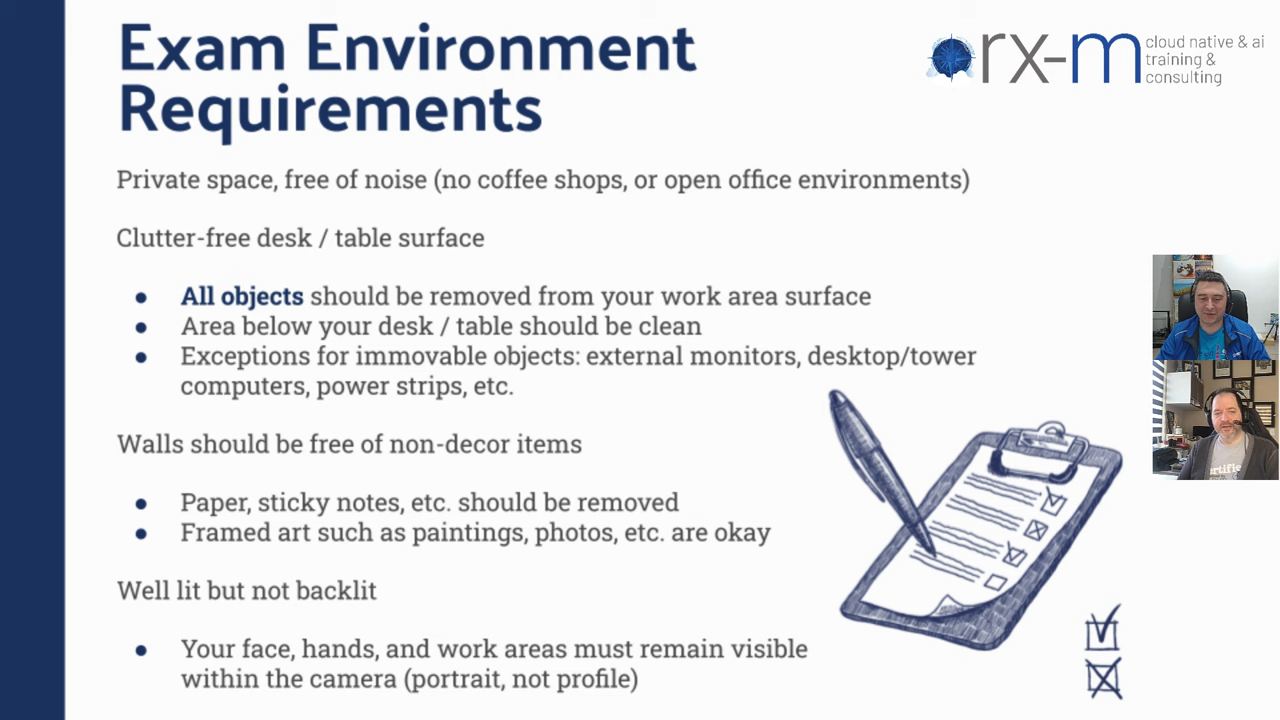 Exam Environment
Requirements
rx-m
cloud native & ai
training &
consulting
Private space, free of noise (no coffee shops, or open office environments)
Clutter-free desk / table surface
● All objects should be removed from your work area surface
● Area below your desk / table should be clean
● Exceptions for immovable objects: external monitors, desktop/tower
computers, power strips, etc.
Walls should be free of non-decor items
● Paper, sticky notes, etc. should be removed
● Framed art such as paintings, photos, etc. are okay
Well lit but not backlit
● Your face, hands, and work areas must remain visible
within the camera (portrait, not profile)